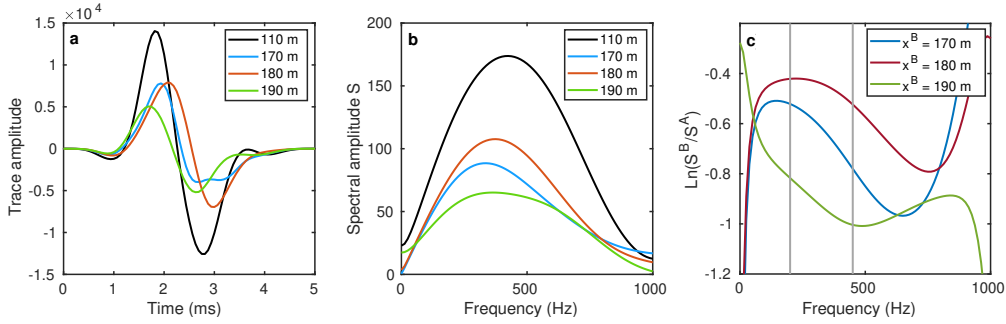 ×10⁴
a
110 m
170 m
180 m
190 m
1.5
1
0.5
0
-0.5
-1
-1.5
Trace amplitude
0 1 2 3 4 5
Time (ms)
b
110 m
170 m
180 m
190 m
200
150
100
50
0
Spectral amplitude S
0 500 1000
Frequency (Hz)
c
x^B = 170 m
x^B = 180 m
x^B = 190 m
-0.4
-0.6
-0.8
-1
-1.2
Ln(S^B/S^A)
0 500 1000
Frequency (Hz)